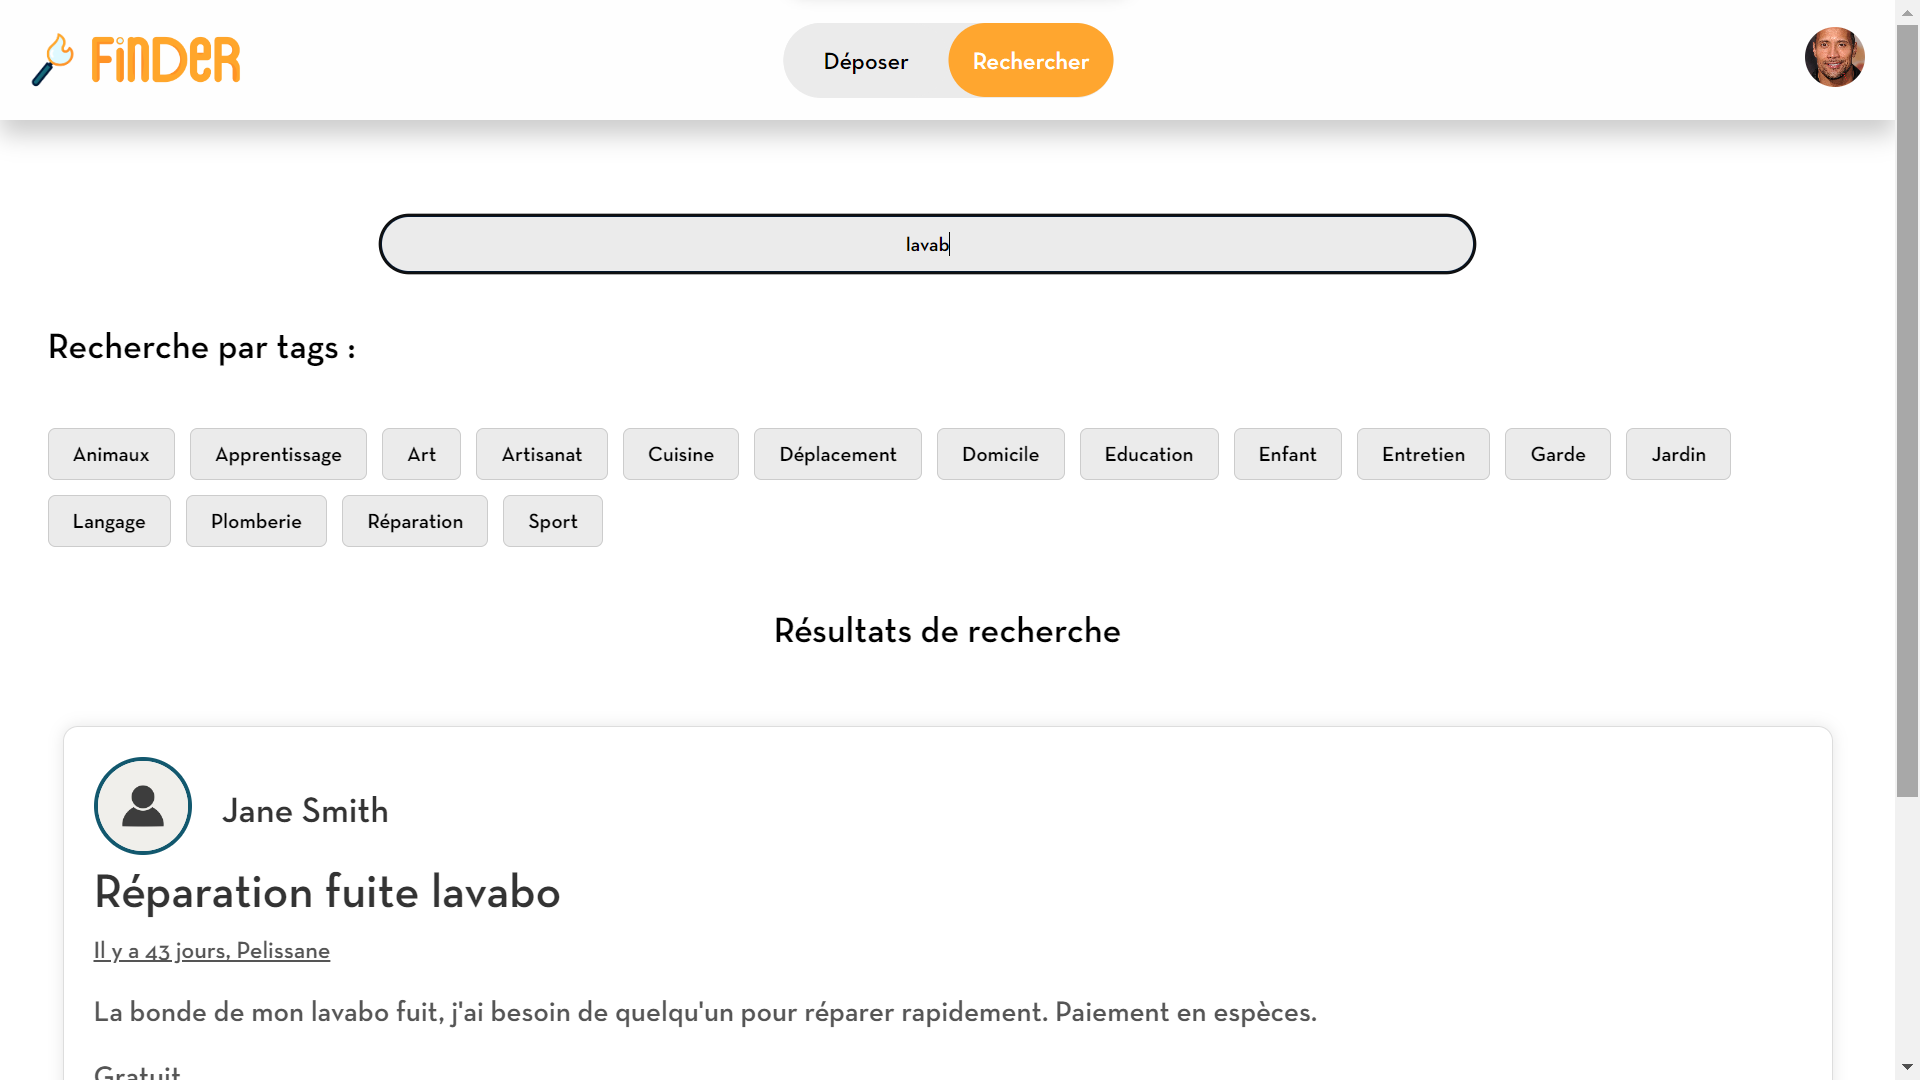 FinDER
Déposer
Rechercher
lavab
Recherche par tags :
Animaux
Apprentissage
Art
Artisanat
Cuisine
Déplacement
Domicile
Education
Enfant
Entretien
Garde
Jardin
Langage
Plomberie
Réparation
Sport
Résultats de recherche
Jane Smith
Réparation fuite lavabo
Il y a 43 jours, Pelissane
La bonde de mon lavabo fuit, j'ai besoin de quelqu'un pour réparer rapidement. Paiement en espèces.
Gratuit